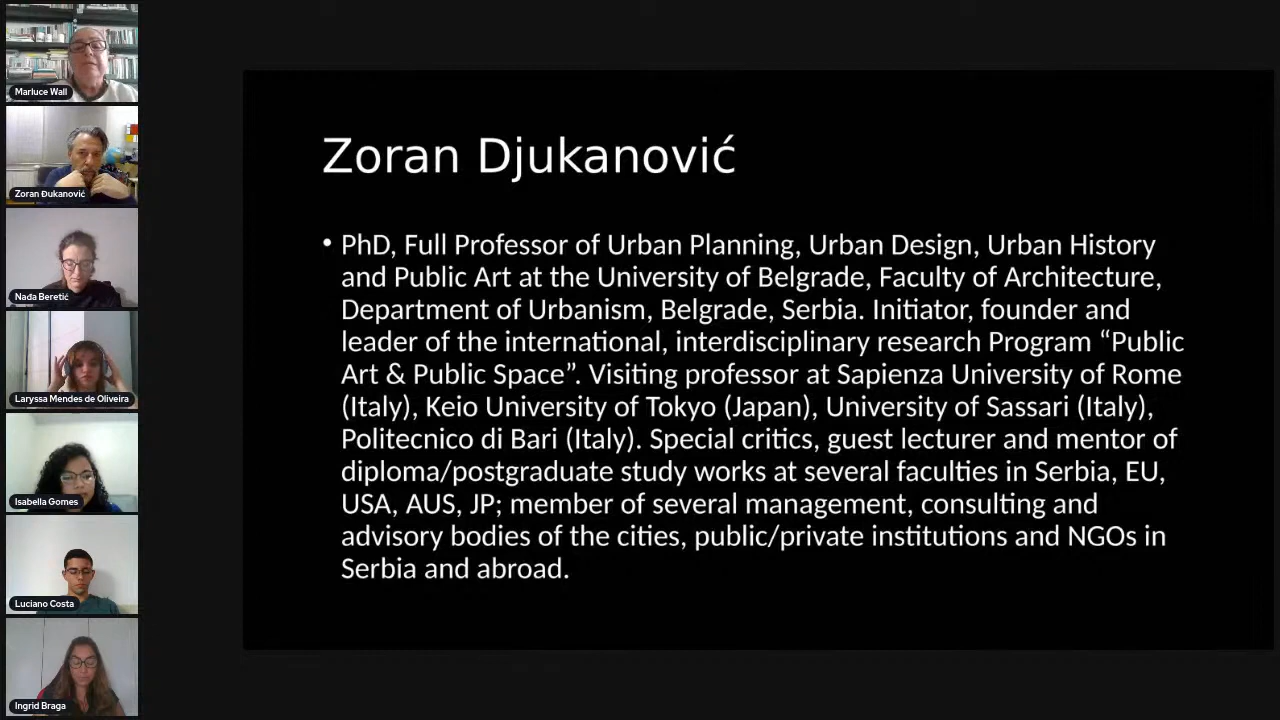 Marluce Wall
Zoran Đukanović
Nađa Beretić
Laryssa Mendes de Oliveira
Isabella Gomes
Luciano Costa
Ingrid Braga
Zoran Djukanović
• PhD, Full Professor of Urban Planning, Urban Design, Urban History
and Public Art at the University of Belgrade, Faculty of Architecture,
Department of Urbanism, Belgrade, Serbia. Initiator, founder and
leader of the international, interdisciplinary research Program “Public
Art & Public Space”. Visiting professor at Sapienza University of Rome
(Italy), Keio University of Tokyo (Japan), University of Sassari (Italy),
Politecnico di Bari (Italy). Special critics, guest lecturer and mentor of
diploma/postgraduate study works at several faculties in Serbia, EU,
USA, AUS, JP; member of several management, consulting and
advisory bodies of the cities, public/private institutions and NGOs in
Serbia and abroad.